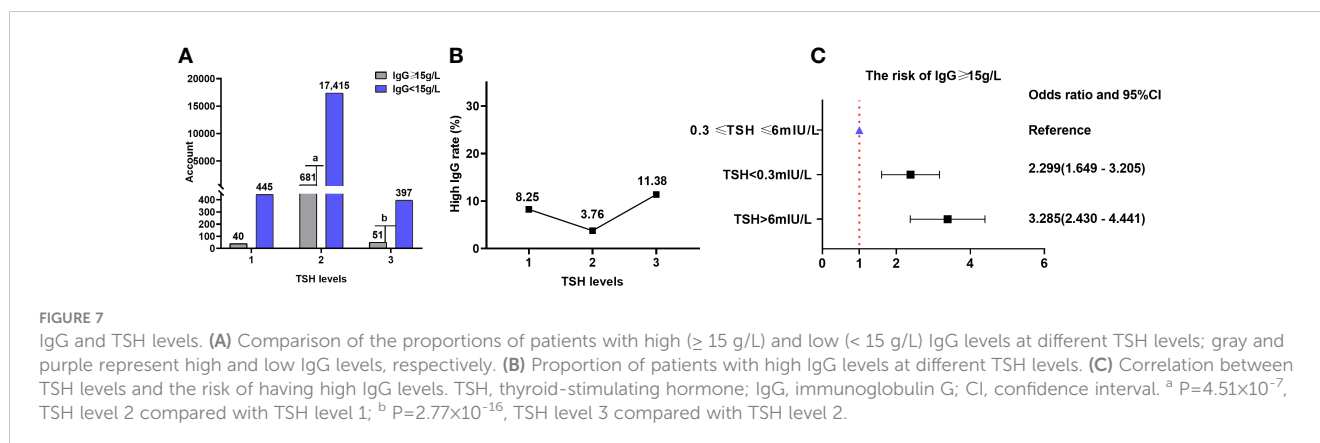 A
IgG≥15g/L
IgG<15g/L
Account
20000
15000
10000
5000
400
300
200
100
0
40
445
681
17,415
a
51
397
b
1 2 3
TSH levels
B
High IgG rate (%)
30
20
10
0
8.25
3.76
11.38
1 2 3
TSH levels
C
The risk of IgG≥15g/L
Odds ratio and 95%CI
0.3 ≤TSH ≤6mIU/L
Reference
TSH<0.3mIU/L
2.299(1.649 - 3.205)
TSH>6mIU/L
3.285(2.430 - 4.441)
0 1 2 4 6
FIGURE 7
IgG and TSH levels. (A) Comparison of the proportions of patients with high (≥ 15 g/L) and low (< 15 g/L) IgG levels at different TSH levels; gray and
purple represent high and low IgG levels, respectively. (B) Proportion of patients with high IgG levels at different TSH levels. (C) Correlation between
TSH levels and the risk of having high IgG levels. TSH, thyroid-stimulating hormone; IgG, immunoglobulin G; CI, confidence interval. a P=4.51×10-7,
TSH level 2 compared with TSH level 1; b P=2.77×10-16, TSH level 3 compared with TSH level 2.